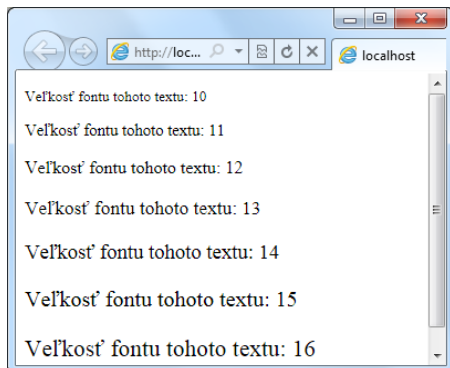 http://loc...
localhost
Veľkosť fontu tohoto textu: 10
Veľkosť fontu tohoto textu: 11
Veľkosť fontu tohoto textu: 12
Veľkosť fontu tohoto textu: 13
Veľkosť fontu tohoto textu: 14
Veľkosť fontu tohoto textu: 15
Veľkosť fontu tohoto textu: 16